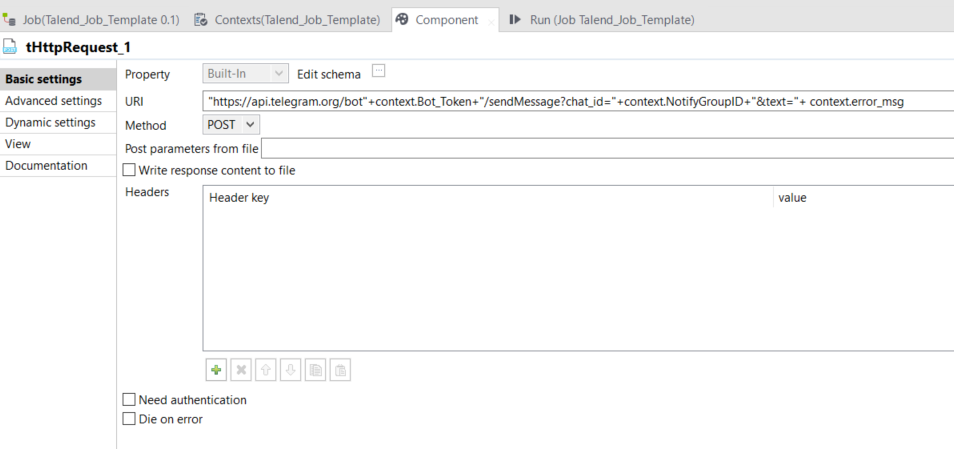 Job(Talend_Job_Template 0.1) Contexts(Talend_Job_Template) Component Run (Job Talend_Job_Template)
tHttpRequest_1
Basic settings
Advanced settings
Dynamic settings
View
Documentation
Property Built-In Edit schema ...
URI "https://api.telegram.org/bot"+context.Bot_Token+"/sendMessage?chat_id="+context.NotifyGroupID+"&text="+ context.error_msg
Method POST
Post parameters from file
Write response content to file
Headers Header key value
Need authentication
Die on error